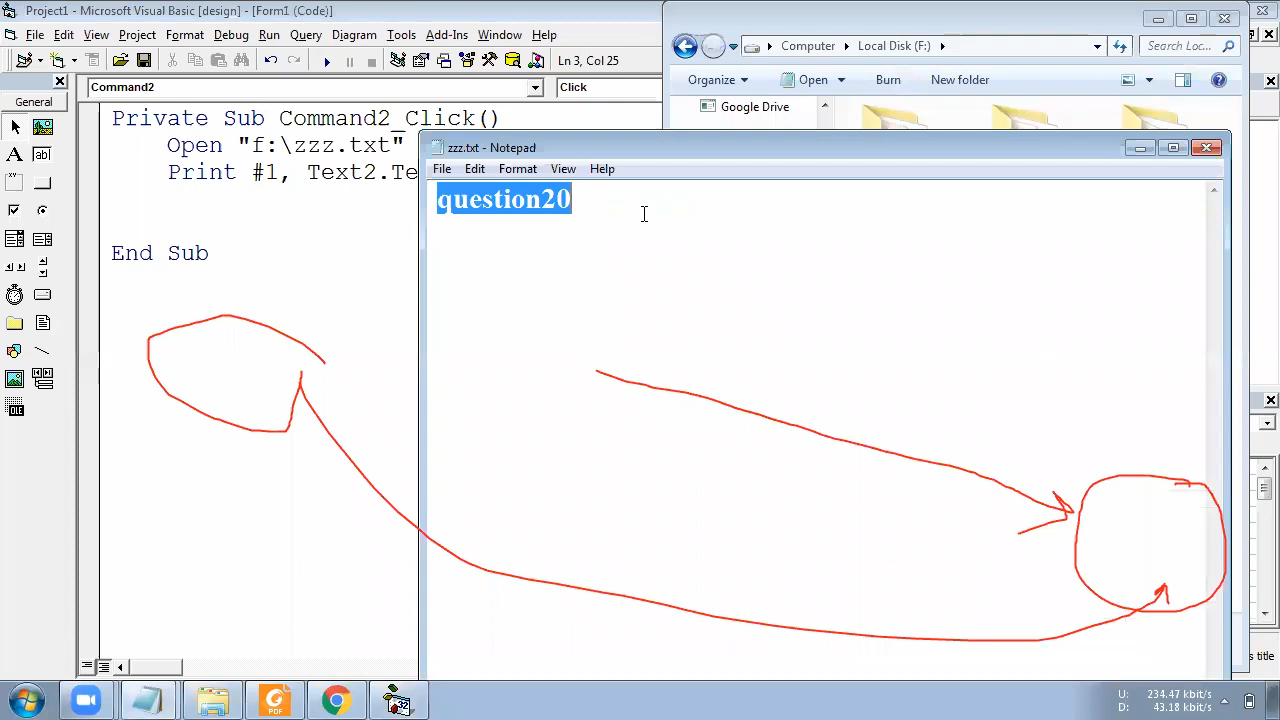 Project1 - Microsoft Visual Basic [design] - [Form1 (Code)]
File Edit View Project Format Debug Run Query Diagram Tools Add-Ins Window Help
Ln 3, Col 25
General
Command2
Click
Private Sub Command2_Click()
Open "f:\zzz.txt"
Print #1, Text2.Te
End Sub
Computer Local Disk (F:)
Search Loc...
Organize Open Burn New folder
Google Drive
zzz.txt - Notepad
File Edit Format View Help
question20
s title
OLE
PDF
32
U: 234.47 kbit/s
D: 43.18 kbit/s